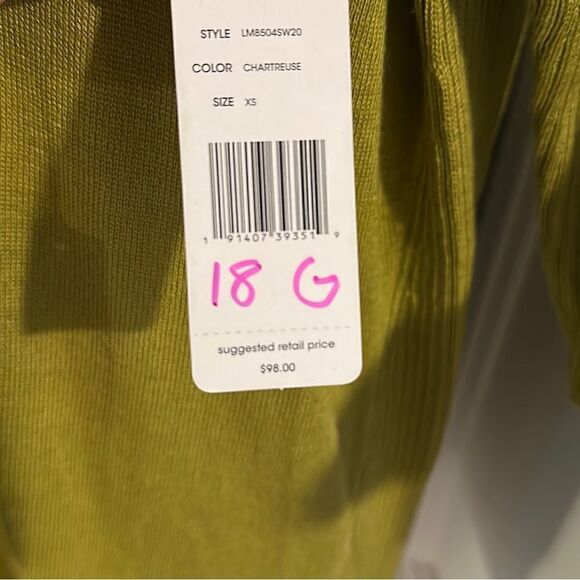 STYLE LM8504SW20
COLOR CHARTREUSE
SIZE XS
1 91407 39351 9
18 G
suggested retail price
$98.00